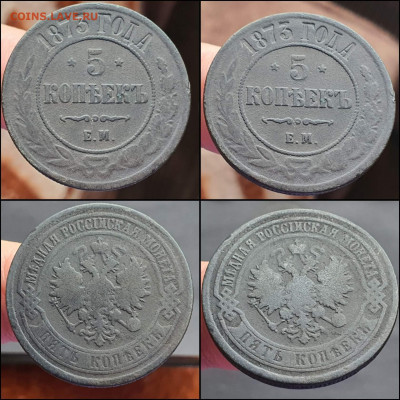 COINS.LAVE.RU
1873 ГОДА
* 5 *
КОПѢЕКЪ
Е.М.
1873 ГОДА
* 5 *
КОПѢЕКЪ
Е.М.
МѢДНАЯ РОССІЙСКАЯ МОНЕТА
ПЯТЬ КОПѢЕКЪ
МѢДНАЯ РОССІЙСКАЯ МОНЕТА
ПЯТЬ КОПѢЕКЪ